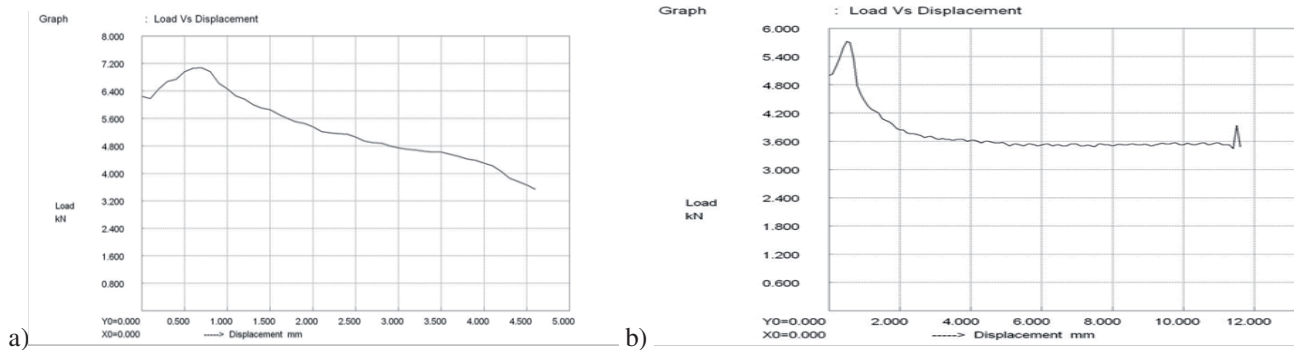 Graph : Load Vs Displacement
8.000
7.200
6.400
5.600
4.800
4.000
Load
kN
3.200
2.400
1.600
0.800
Y0=0.000 0.500 1.000 1.500 2.000 2.500 3.000 3.500 4.000 4.500 5.000
X0=0.000 ----> Displacement mm
a)
Graph : Load Vs Displacement
6.000
5.400
4.800
4.200
3.600
3.000
Load
kN
2.400
1.800
1.200
0.600
Y0=0.000 2.000 4.000 6.000 8.000 10.000 12.000
X0=0.000 -----> Displacement mm
b)